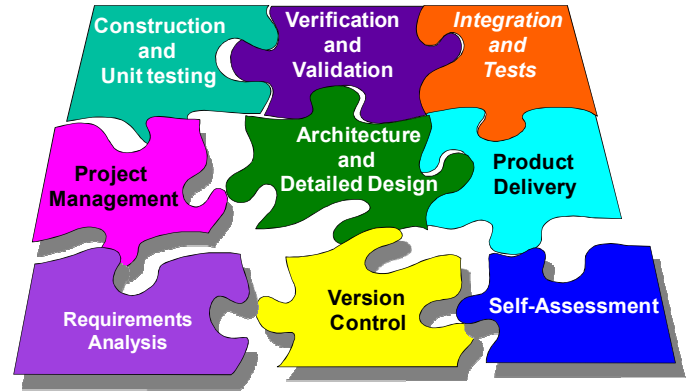 Construction
and
Unit testing
Verification
and
Validation
Integration
and
Tests
Project
Management
Architecture
and
Detailed Design
Product
Delivery
Requirements
Analysis
Version
Control
Self-Assessment